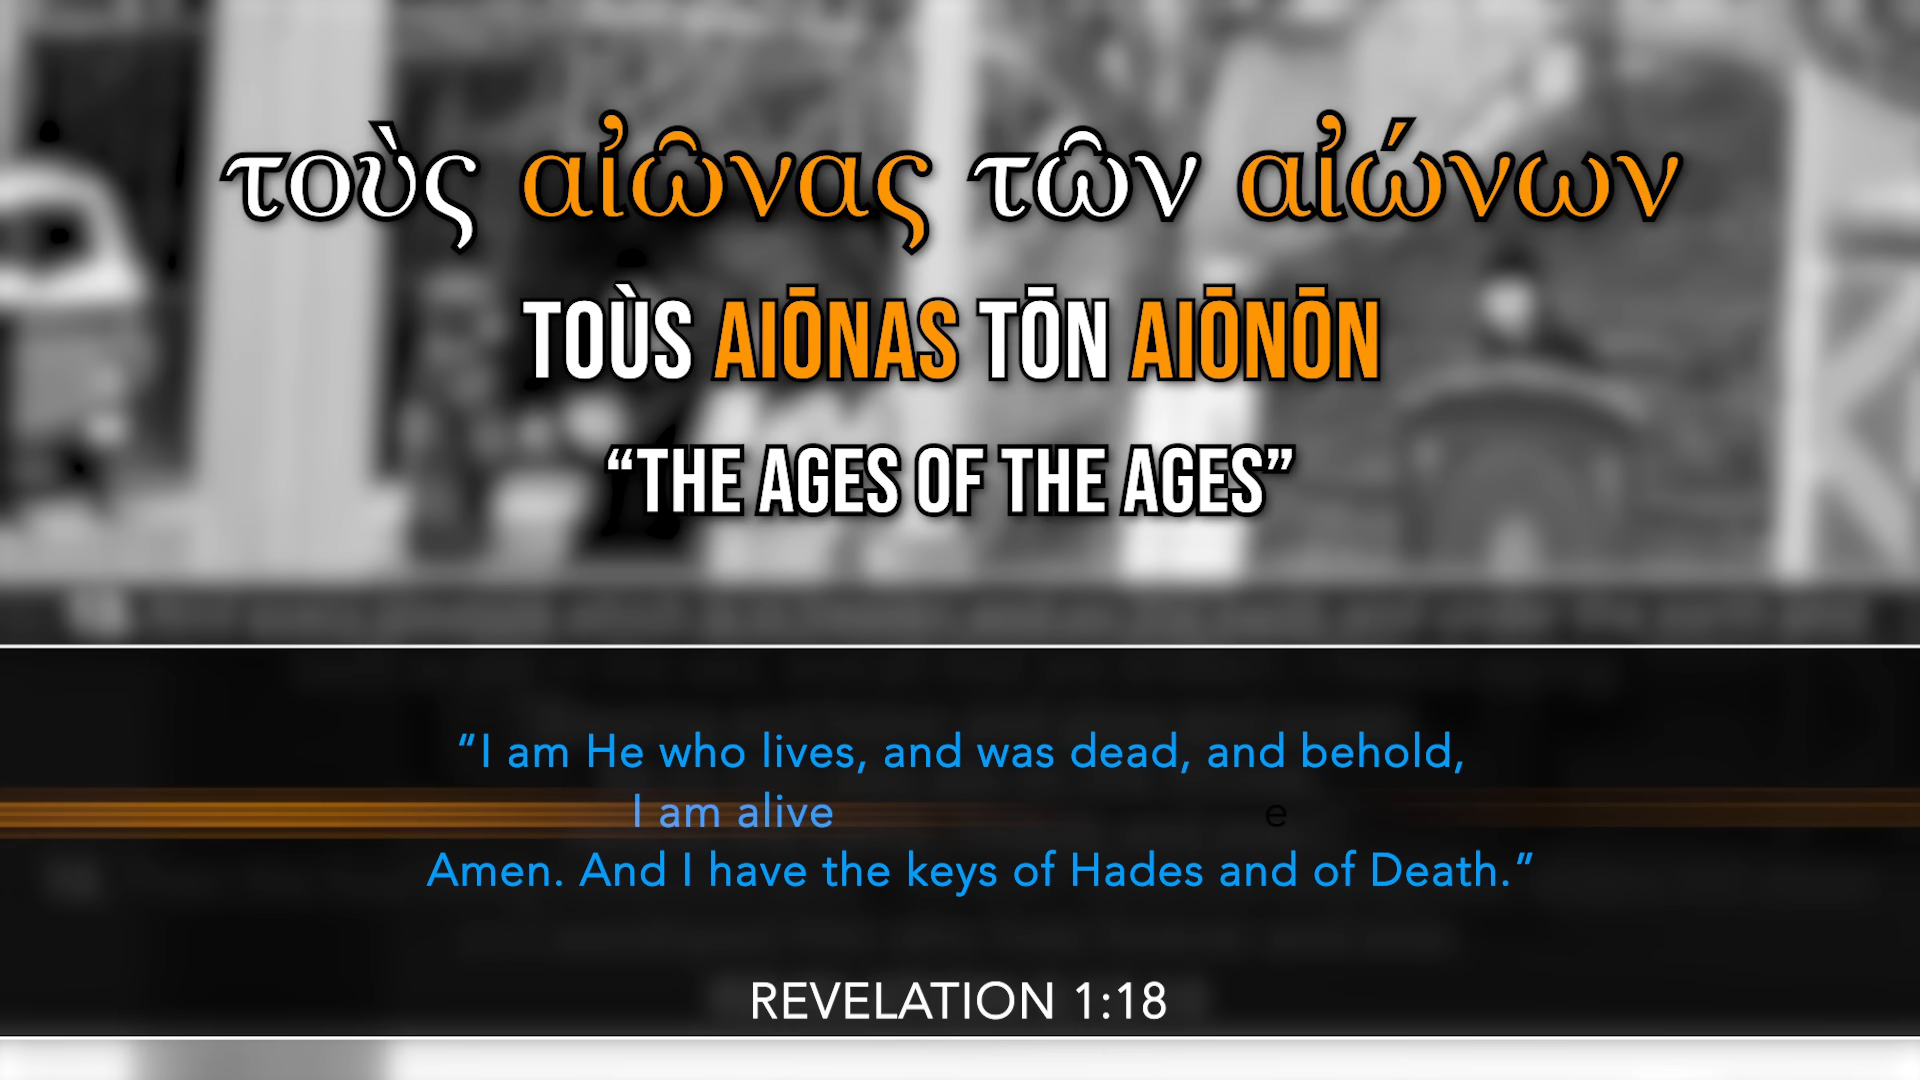 τοὺς αἰῶνας τῶν αἰώνων
TOÙS AIŌNAS TŌN AIŌNŌN
“THE AGES OF THE AGES”
“I am He who lives, and was dead, and behold,
I am alive e
Amen. And I have the keys of Hades and of Death.”
REVELATION 1:18